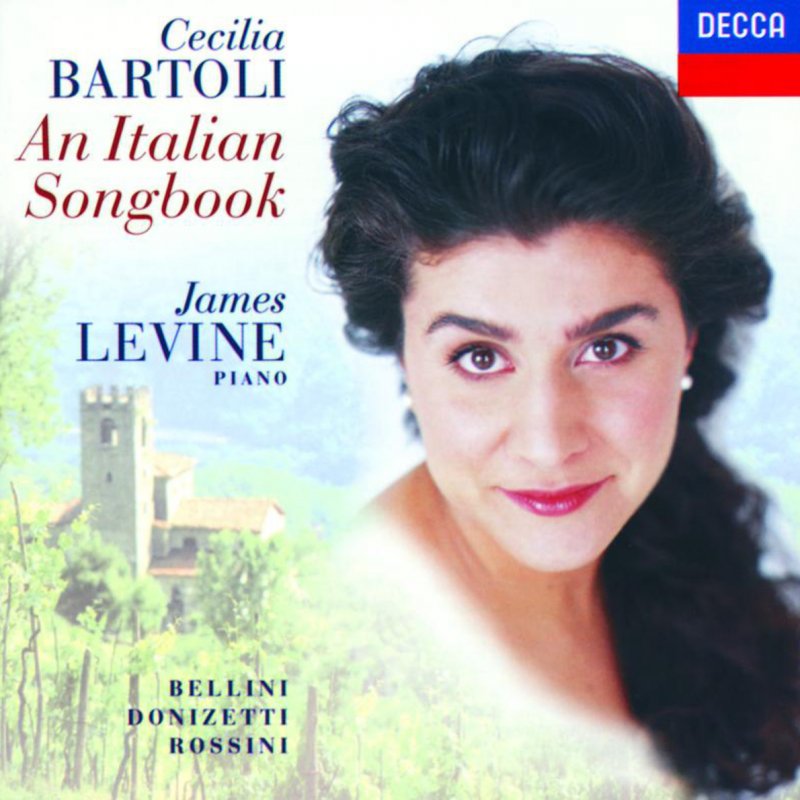 Cecilia
BARTOLI
An Italian
Songbook
DECCA
James
LEVINE
PIANO
BELLINI
DONIZETTI
ROSSINI